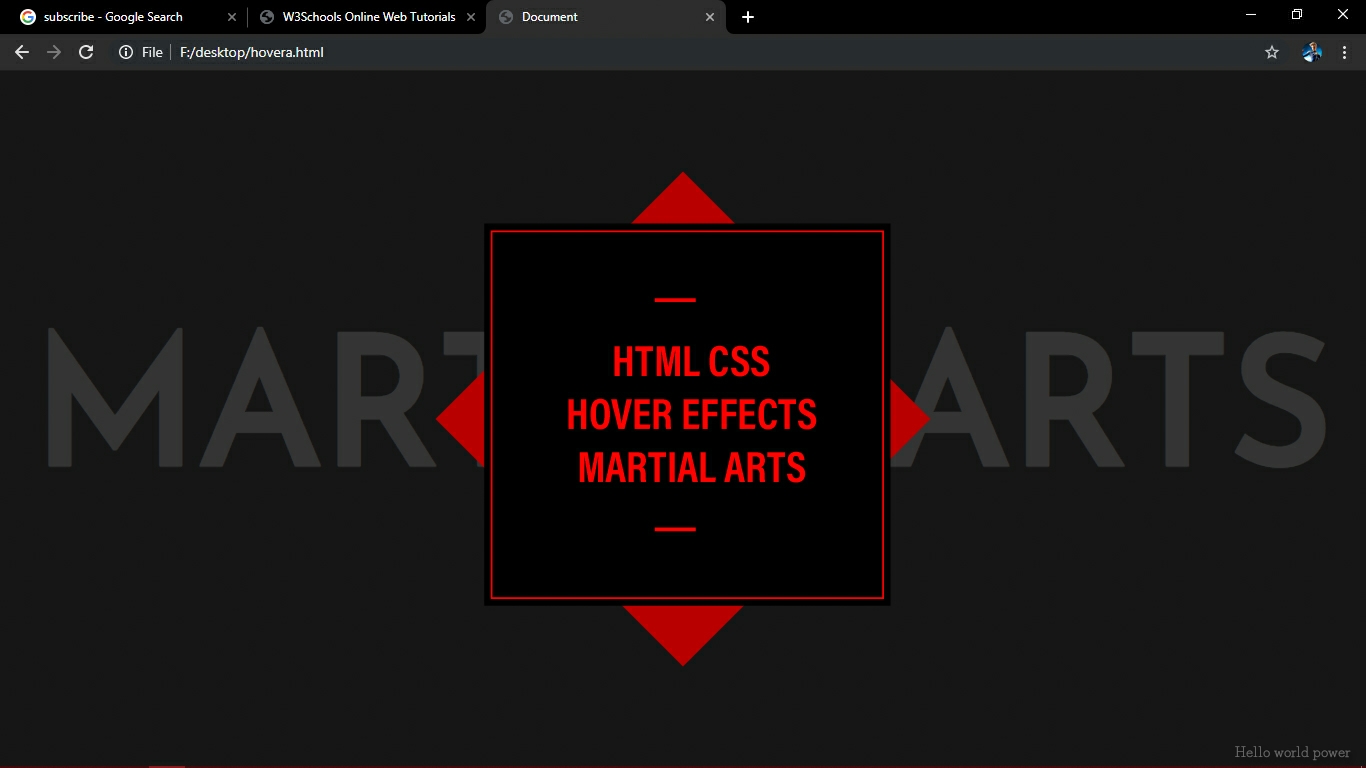 subscribe - Google Search
W3Schools Online Web Tutorials
Document
File
F:/desktop/hovera.html
MART ARTS
HTML CSS
HOVER EFFECTS
MARTIAL ARTS
Hello world power